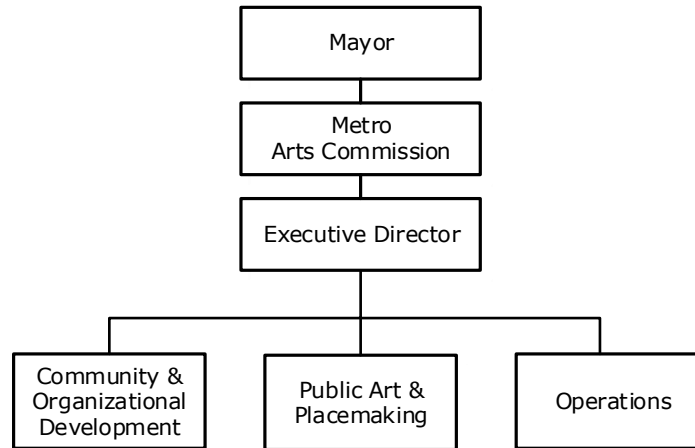 Mayor
Metro
Arts Commission
Executive Director
Community &
Organizational
Development
Public Art &
Placemaking
Operations